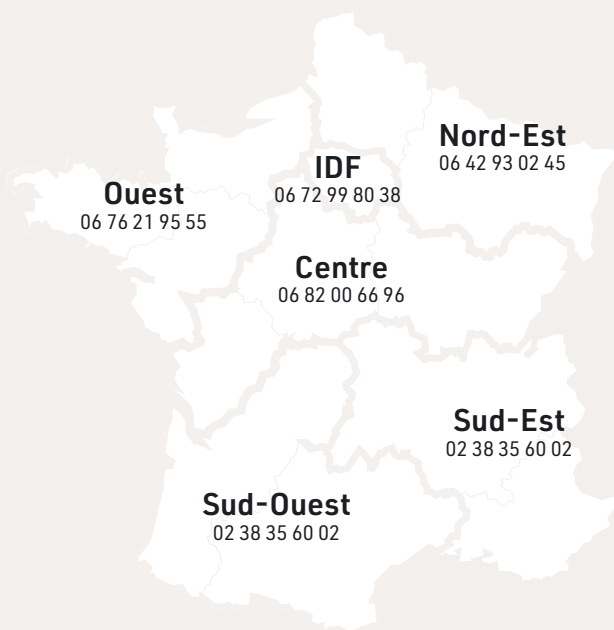 Nord-Est
06 42 93 02 45
IDF
06 72 99 80 38
Ouest
06 76 21 95 55
Centre
06 82 00 66 96
Sud-Est
02 38 35 60 02
Sud-Ouest
02 38 35 60 02